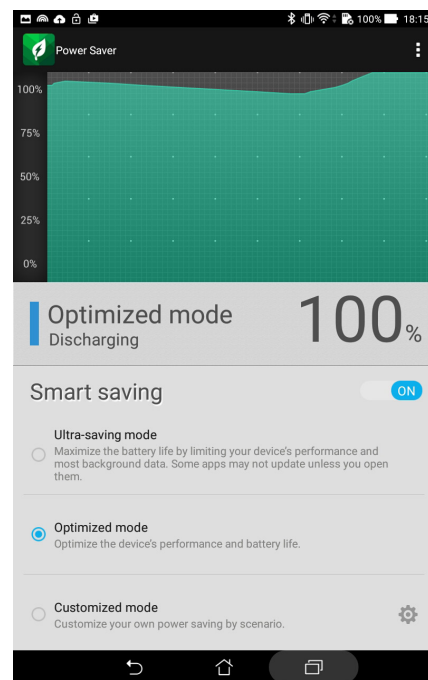 100% 18:15
Power Saver
100%
75%
50%
25%
0%
Optimized mode
Discharging
100%
Smart saving
ON
Ultra-saving mode
Maximize the battery life by limiting your device's performance and
most background data. Some apps may not update unless you open
them.
Optimized mode
Optimize the device's performance and battery life.
Customized mode
Customize your own power saving by scenario.